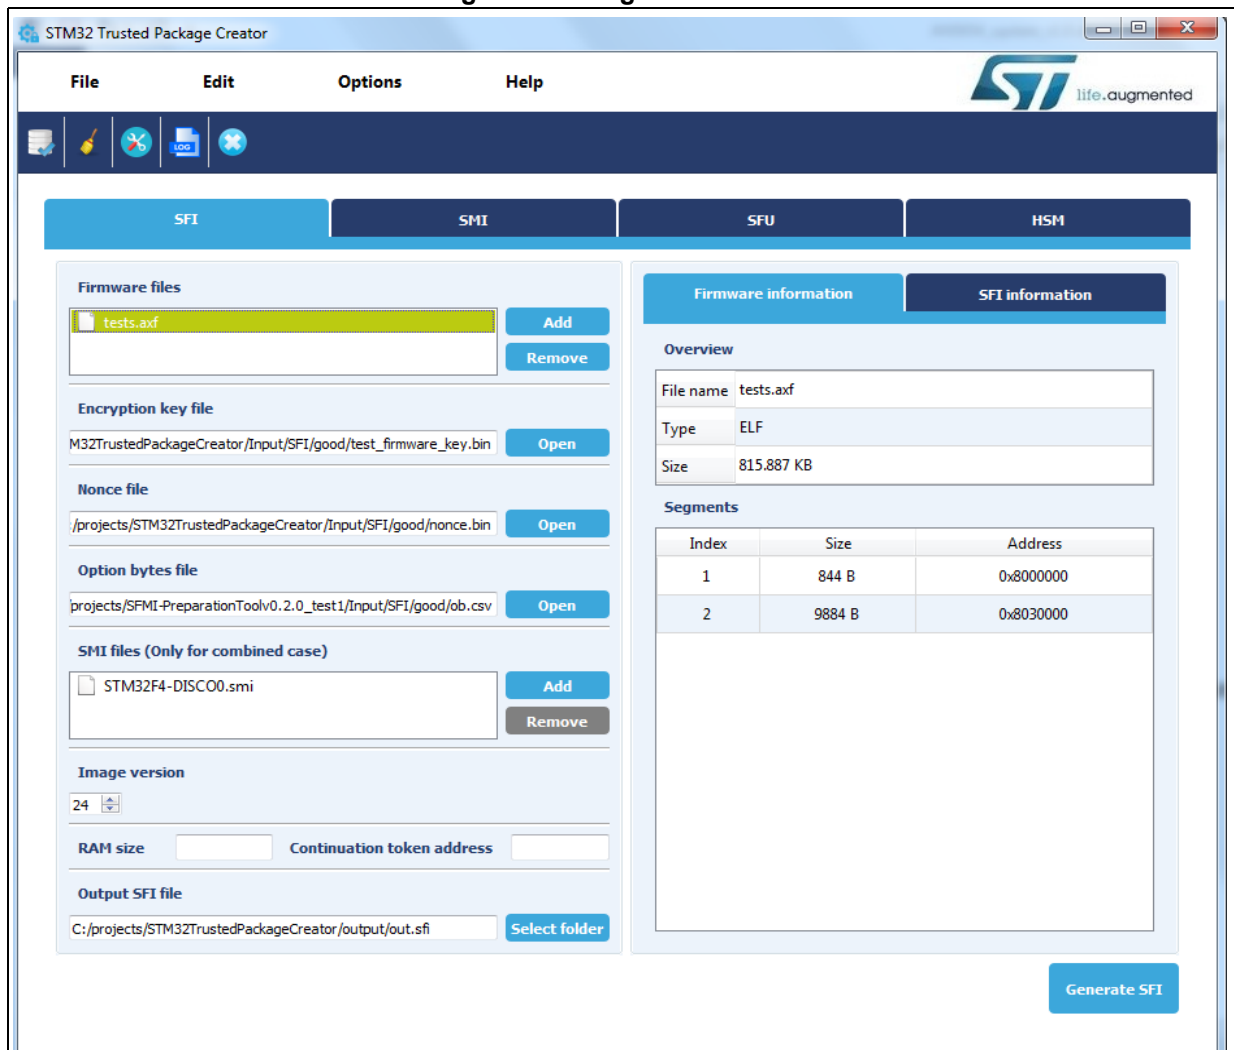 STM32 Trusted Package Creator
File Edit Options Help
ST life.augmented
LOG
SFI SMI SFU HSM
Firmware files
tests.axf
Add
Remove
Encryption key file
M32TrustedPackageCreator/Input/SFI/good/test_firmware_key.bin Open
Nonce file
:/projects/STM32TrustedPackageCreator/Input/SFI/good/nonce.bin Open
Option bytes file
projects/SFMI-PreparationToolv0.2.0_test1/Input/SFI/good/ob.csv Open
SMI files (Only for combined case)
STM32F4-DISCO0.smi
Add
Remove
Image version
24
RAM size Continuation token address
Output SFI file
C:/projects/STM32TrustedPackageCreator/output/out.sfi Select folder
Firmware information SFI information
Overview
File name tests.axf
Type ELF
Size 815.887 KB
Segments
Index Size Address
1 844 B 0x8000000
2 9884 B 0x8030000
Generate SFI